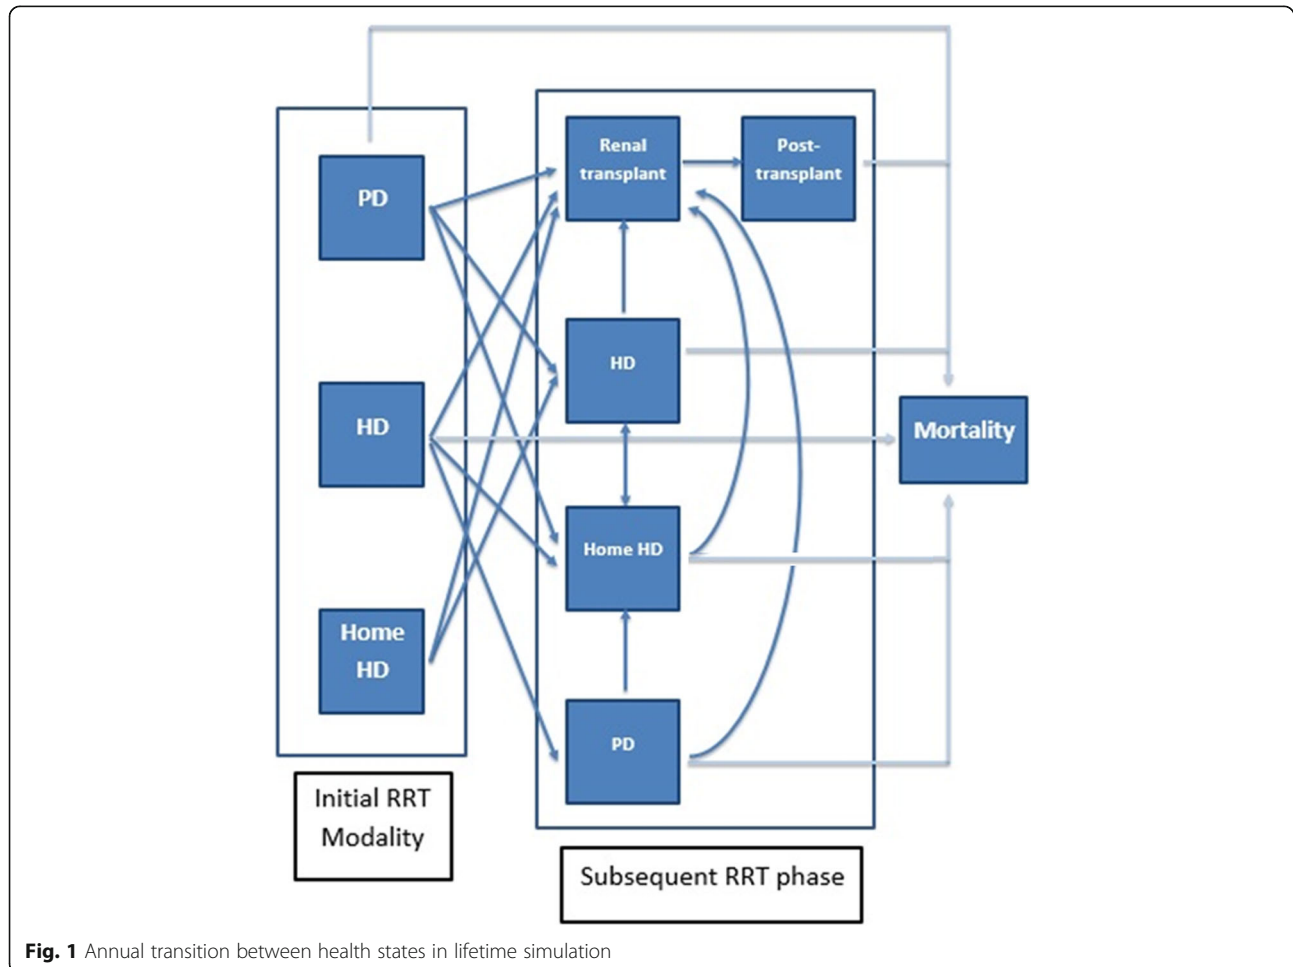 PD
HD
Home
HD
Initial RRT
Modality
Renal
transplant
Post-
transplant
HD
Home HD
PD
Subsequent RRT phase
Mortality
Fig. 1 Annual transition between health states in lifetime simulation